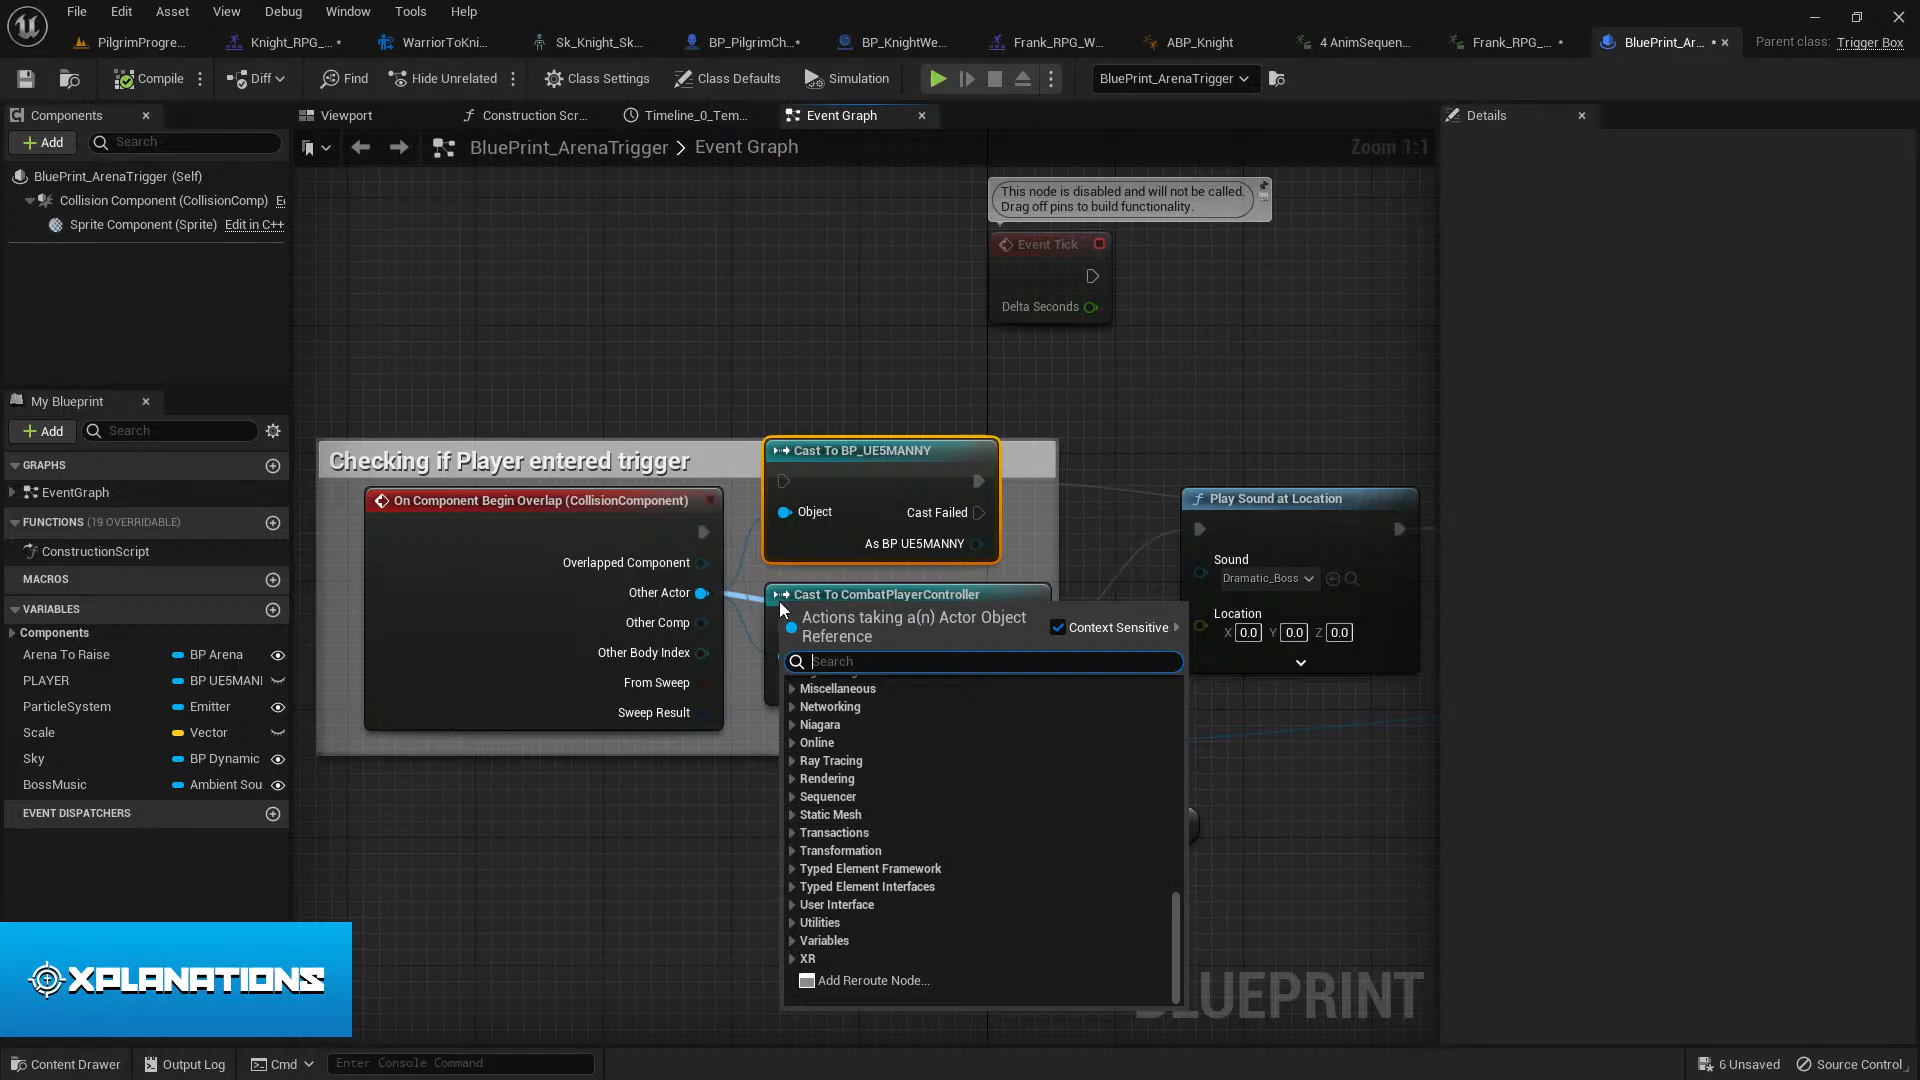 File Edit Asset View Debug Window Tools Help
PilgrimProgre... Knight_RPG_... * WarriorToKni... Sk_Knight_Sk... BP_PilgrimCh...* BP_KnightWe... Frank_RPG_W... ABP_Knight 4 AnimSequen... Frank_RPG_... * BluePrint_Ar... * Parent class: Trigger Box
Compile Diff Find Hide Unrelated Class Settings Class Defaults Simulation BluePrint_ArenaTrigger
Components Viewport Construction Scr... Timeline_0_Tem... Event Graph Details
Add Search BluePrint_ArenaTrigger > Event Graph Zoom 1:1
BluePrint_ArenaTrigger (Self)
Collision Component (CollisionComp)
Sprite Component (Sprite) Edit in C++
This node is disabled and will not be called.
Drag off pins to build functionality.
Event Tick
Delta Seconds
My Blueprint
Add Search
GRAPHS
EventGraph
FUNCTIONS (19 OVERRIDABLE)
ConstructionScript
MACROS
VARIABLES
Components
Arena To Raise BP Arena
PLAYER BP UE5MANI
ParticleSystem Emitter
Scale Vector
Sky BP Dynamic
BossMusic Ambient Sou
EVENT DISPATCHERS
Checking if Player entered trigger
On Component Begin Overlap (CollisionComponent)
Overlapped Component
Other Actor
Other Comp
Other Body Index
From Sweep
Sweep Result
Cast To BP_UE5MANNY
Object Cast Failed
As BP UE5MANNY
Cast To CombatPlayerController
Play Sound at Location
Sound
Dramatic_Boss
Location
X 0.0 Y 0.0 Z 0.0
Actions taking a(n) Actor Object
Reference
Context Sensitive
Search
Miscellaneous
Networking
Niagara
Online
Ray Tracing
Rendering
Sequencer
Static Mesh
Transactions
Transformation
Typed Element Framework
Typed Element Interfaces
User Interface
Utilities
Variables
XR
Add Reroute Node...
BLUEPRINT
XPLANATIONS
Content Drawer Output Log Cmd Enter Console Command 6 Unsaved Source Control